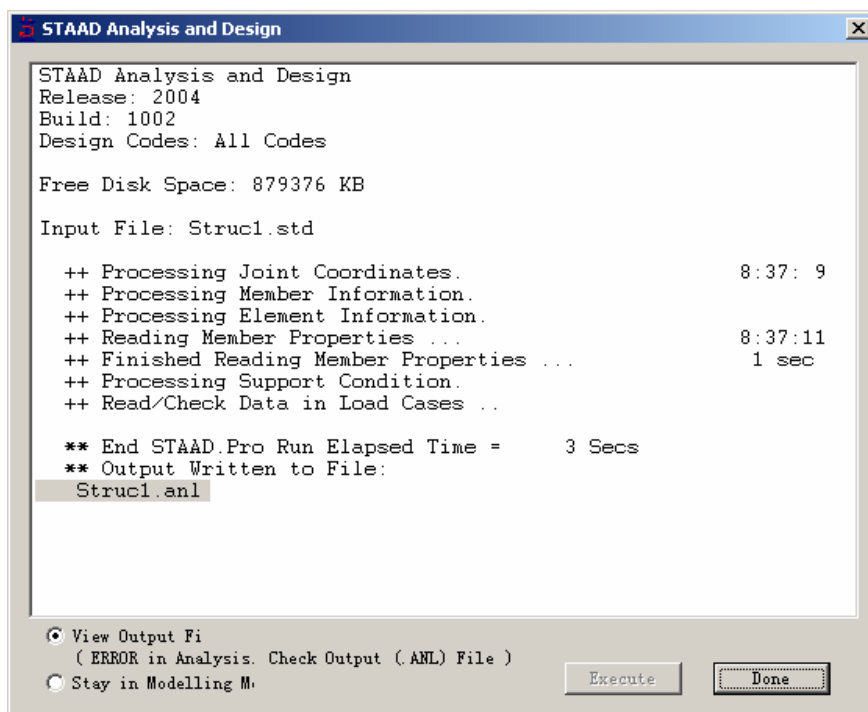 STAAD Analysis and Design
STAAD Analysis and Design
Release: 2004
Build: 1002
Design Codes: All Codes
Free Disk Space: 879376 KB
Input File: Struc1.std
++ Processing Joint Coordinates. 8:37: 9
++ Processing Member Information.
++ Processing Element Information.
++ Reading Member Properties ... 8:37:11
++ Finished Reading Member Properties ... 1 sec
++ Processing Support Condition.
++ Read/Check Data in Load Cases ..
** End STAAD.Pro Run Elapsed Time = 3 Secs
** Output Written to File:
Struc1.anl
View Output Fi
( ERROR in Analysis. Check Output (.ANL) File )
Stay in Modelling M
Execute
Done